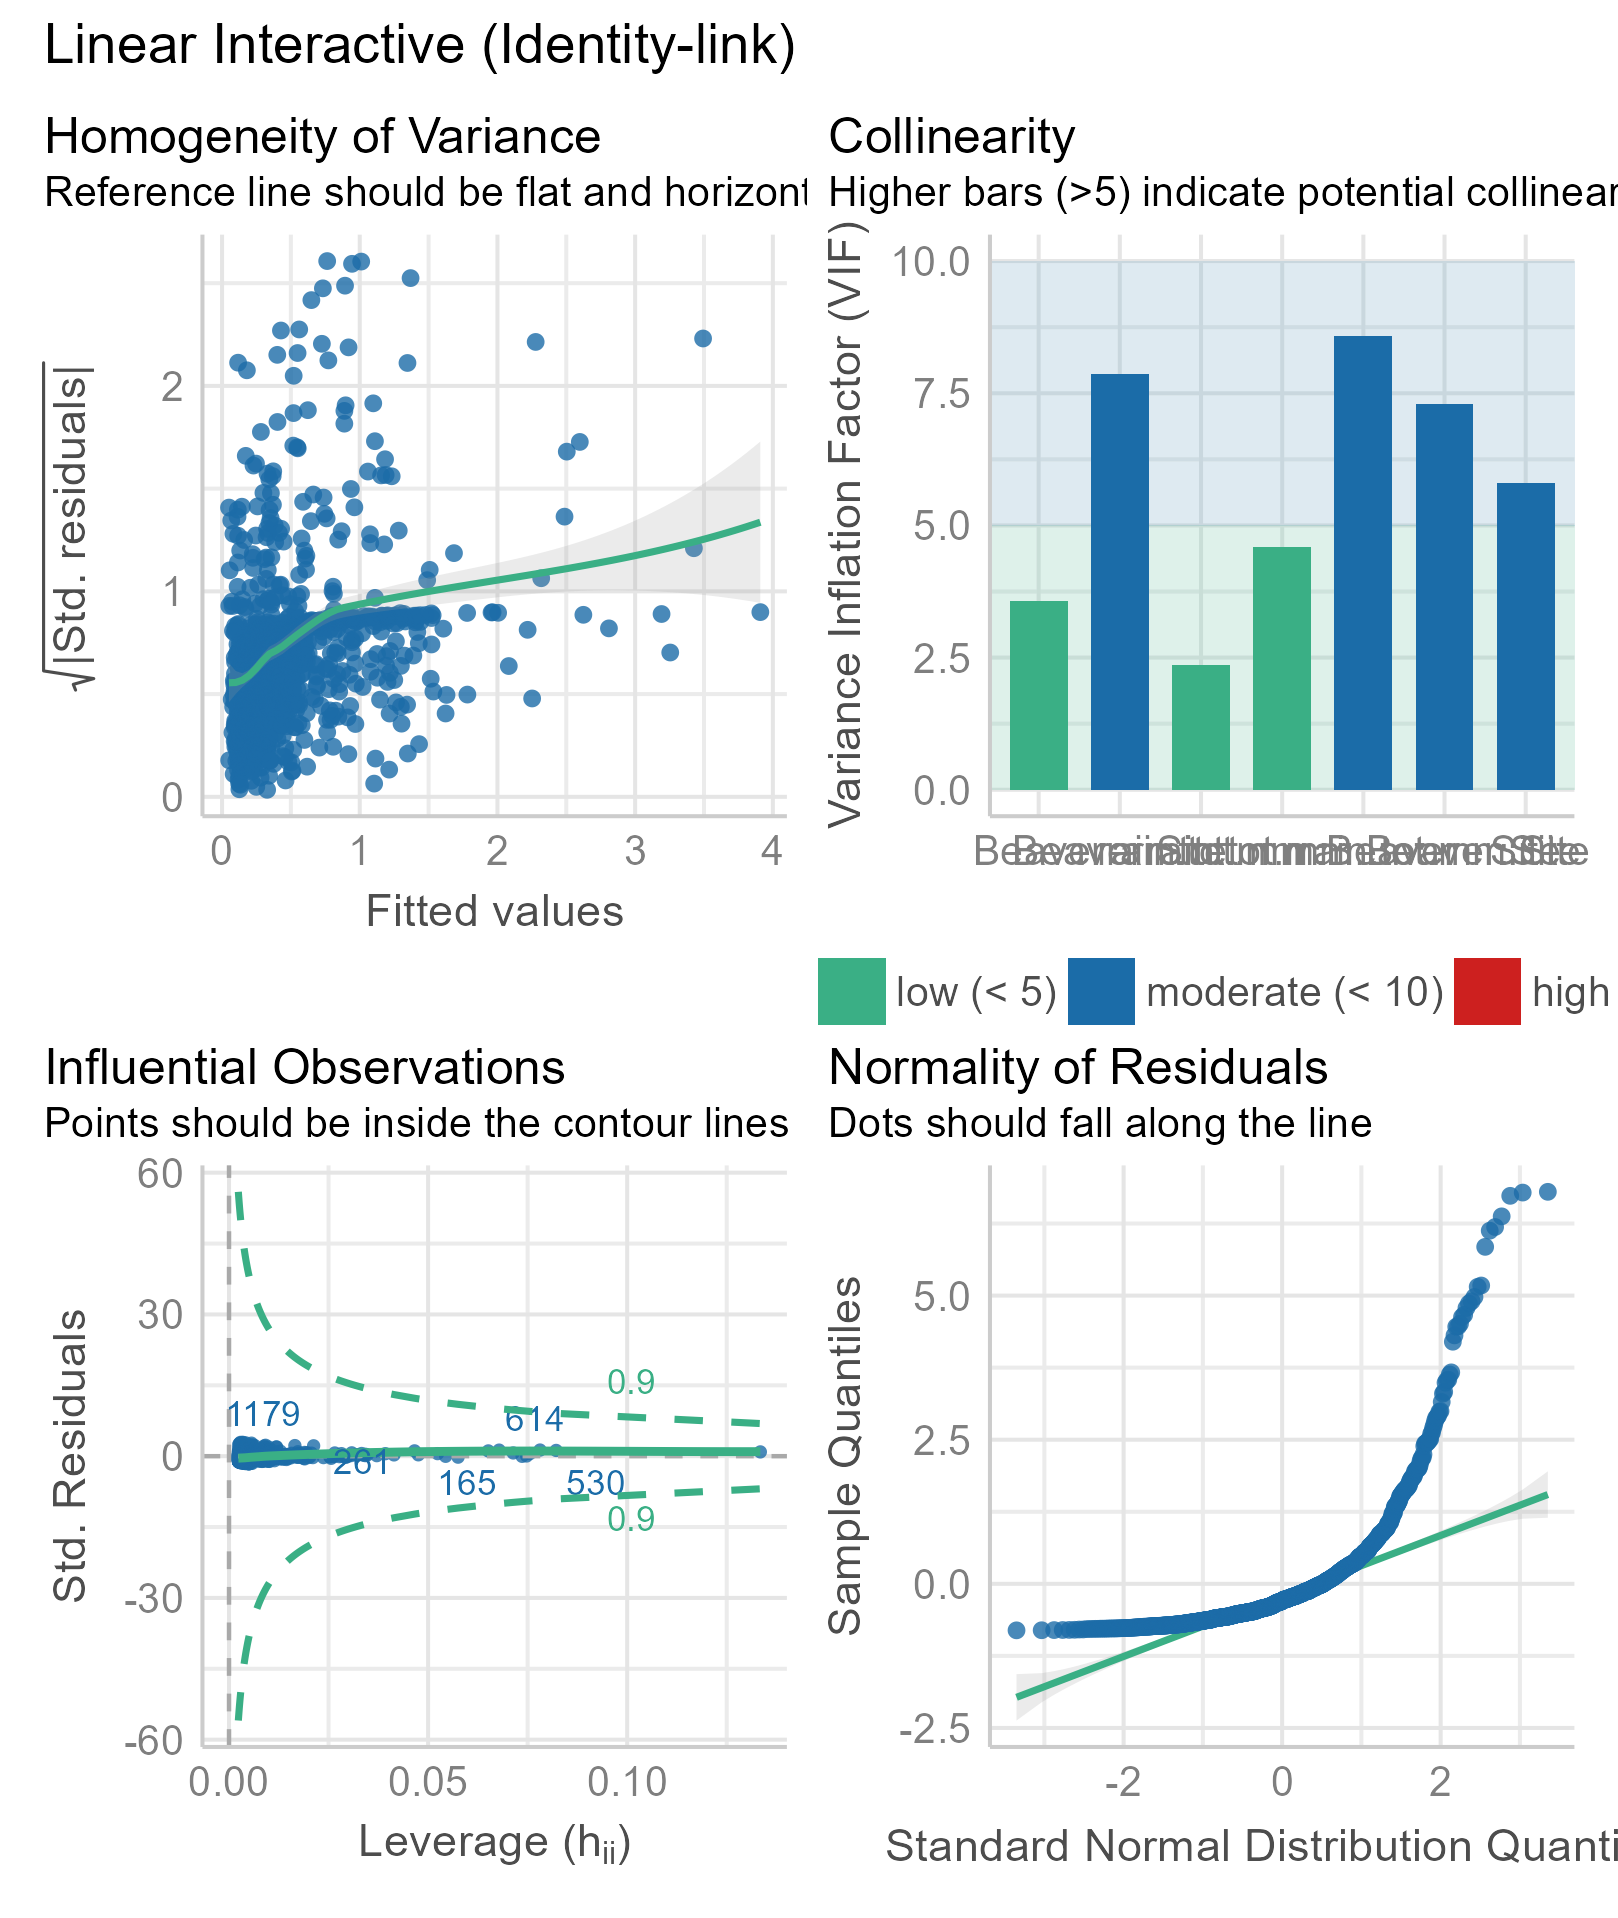 Linear Interactive (Identity-link)
Homogeneity of Variance
Reference line should be flat and horizont
√|Std. residuals|
2
1
0
0 1 2 3 4
Fitted values
Collinearity
Higher bars (>5) indicate potential collinear
Variance Inflation Factor (VIF)
10.0
7.5
5.0
2.5
0.0
low (< 5) moderate (< 10) high
Influential Observations
Points should be inside the contour lines
Std. Residuals
60
30
0
-30
-60
0.9
1179
614
261
165
530
0.9
0.00 0.05 0.10
Leverage (hii)
Normality of Residuals
Dots should fall along the line
Sample Quantiles
5.0
2.5
0.0
-2.5
-2 0 2
Standard Normal Distribution Quanti